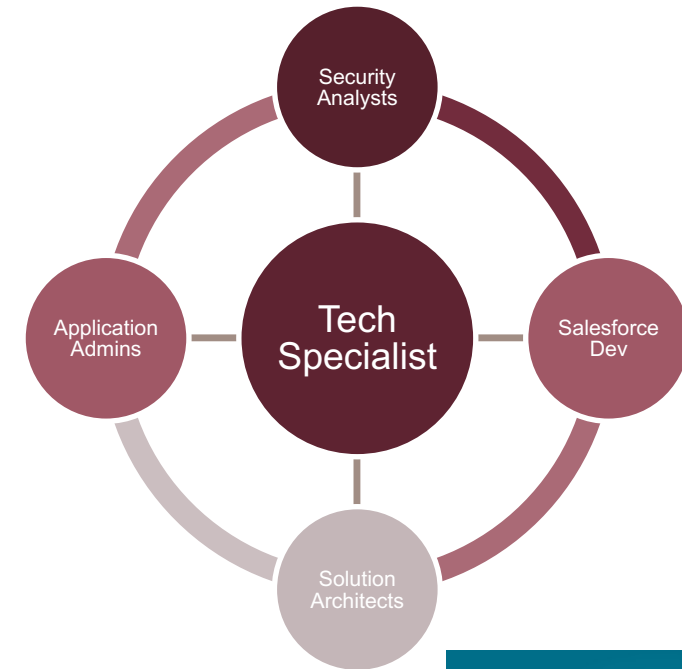 Security
Analysts
Application
Admins
Tech
Specialist
Salesforce
Dev
Solution
Architects